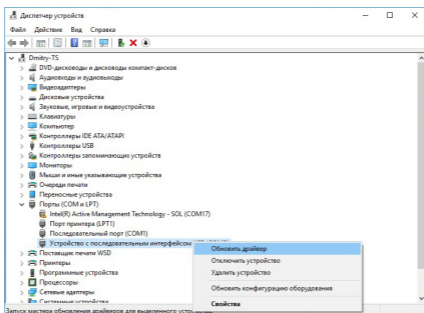 Диспетчер устройств
Файл Действие Вид Справка
Dmitry-TS
DVD-дисководы и дисководы компакт-дисков
Аудиовходы и аудиовыходы
Видеоадаптеры
Дисковые устройства
Звуковые, игровые и видеоустройства
Клавиатуры
Компьютер
Контроллеры IDE ATA/ATAPI
Контроллеры USB
Контроллеры запоминающих устройств
Мониторы
Мыши и иные указывающие устройства
Очереди печати
Переносные устройства
Порты (COM и LPT)
Intel(R) Active Management Technology - SOL (COM17)
Порт принтера (LPT1)
Последовательный порт (COM1)
Устройство с последовательным интерфейсом
Поставщик печати WSD
Принтеры
Программные устройства
Процессоры
Сетевые адаптеры
Системные устройства
Обновить драйвер
Отключить устройство
Удалить устройство
Обновить конфигурацию оборудования
Свойства
Запуск мастера обновления драйверов для выделенного устройства.